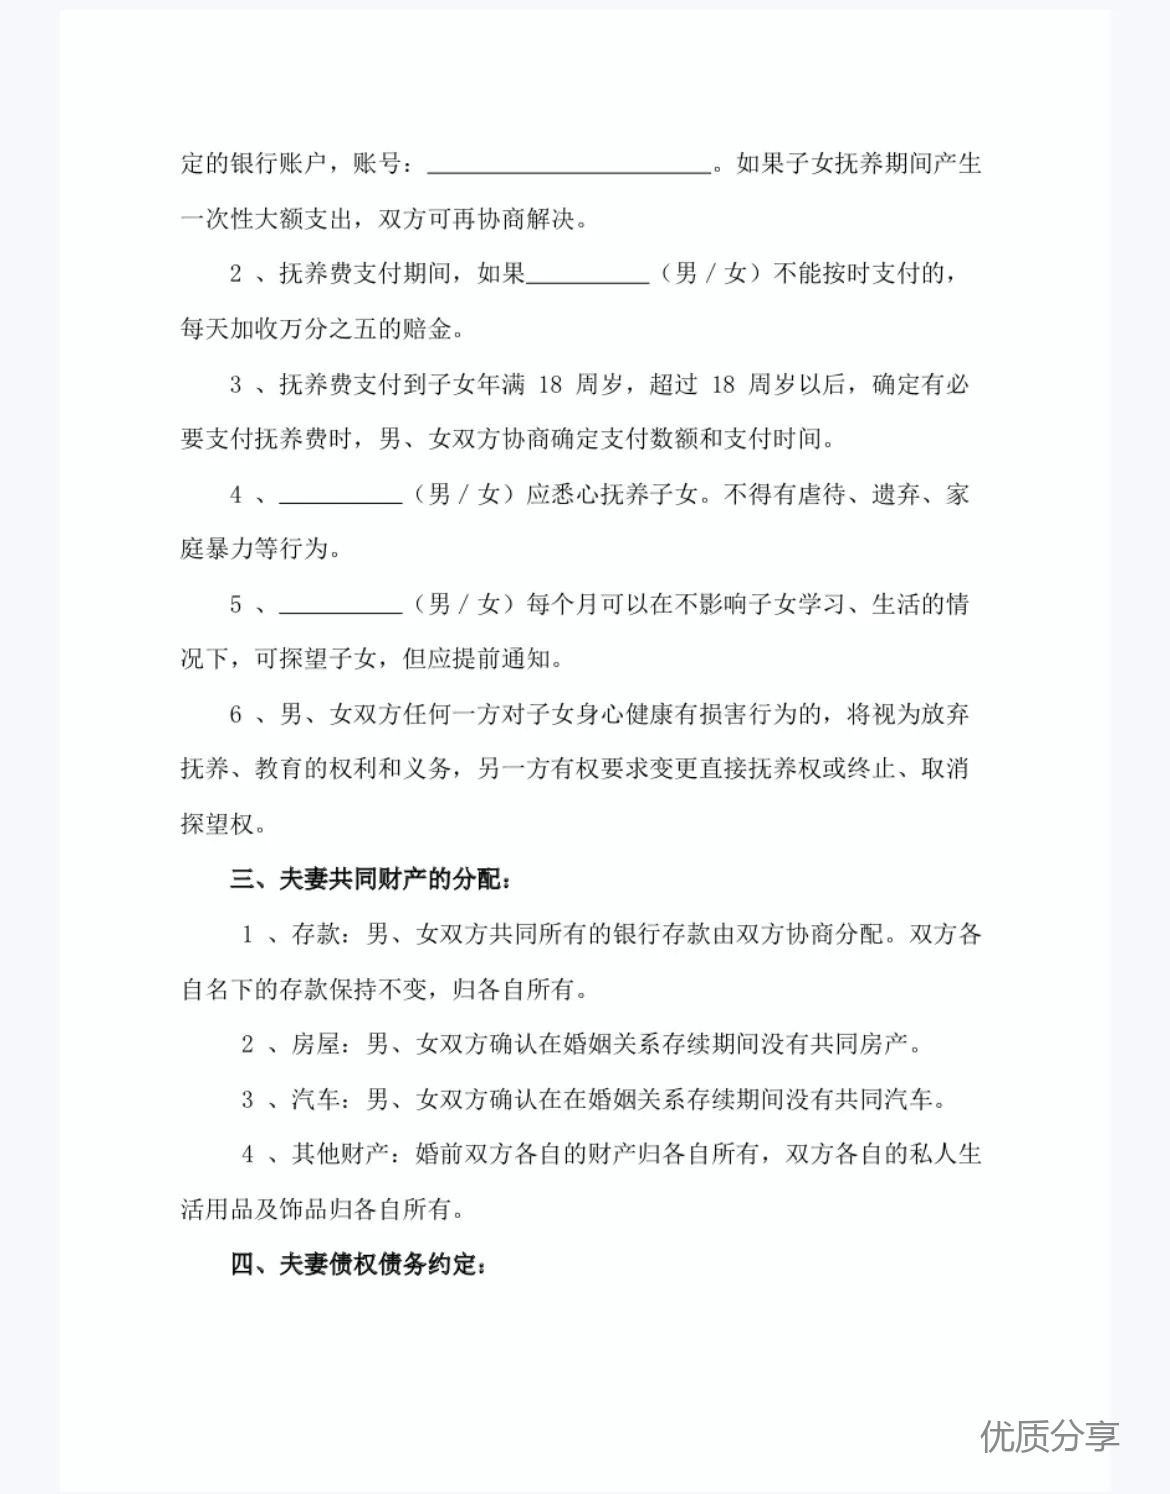 定的银行账户，账号：_______________________。如果子女抚养期间产生
一次性大额支出，双方可再协商解决。
2 、抚养费支付期间，如果__________（男/女）不能按时支付的，
每天加收万分之五的赔金。
3 、抚养费支付到子女年满 18 周岁，超过 18 周岁以后，确定有必
要支付抚养费时，男、女双方协商确定支付数额和支付时间。
4 、__________（男/女）应悉心抚养子女。不得有虐待、遗弃、家
庭暴力等行为。
5 、__________（男/女）每个月可以在不影响子女学习、生活的情
况下，可探望子女，但应提前通知。
6 、男、女双方任何一方对子女身心健康有损害行为的，将视为放弃
抚养、教育的权利和义务，另一方有权要求变更直接抚养权或终止、取消
探望权。
三、夫妻共同财产的分配：
1 、存款：男、女双方共同所有的银行存款由双方协商分配。双方各
自名下的存款保持不变，归各自所有。
2 、房屋：男、女双方确认在婚姻关系存续期间没有共同房产。
3 、汽车：男、女双方确认在在婚姻关系存续期间没有共同汽车。
4 、其他财产：婚前双方各自的财产归各自所有，双方各自的私人生
活用品及饰品归各自所有。
四、夫妻债权债务约定：
优质分享